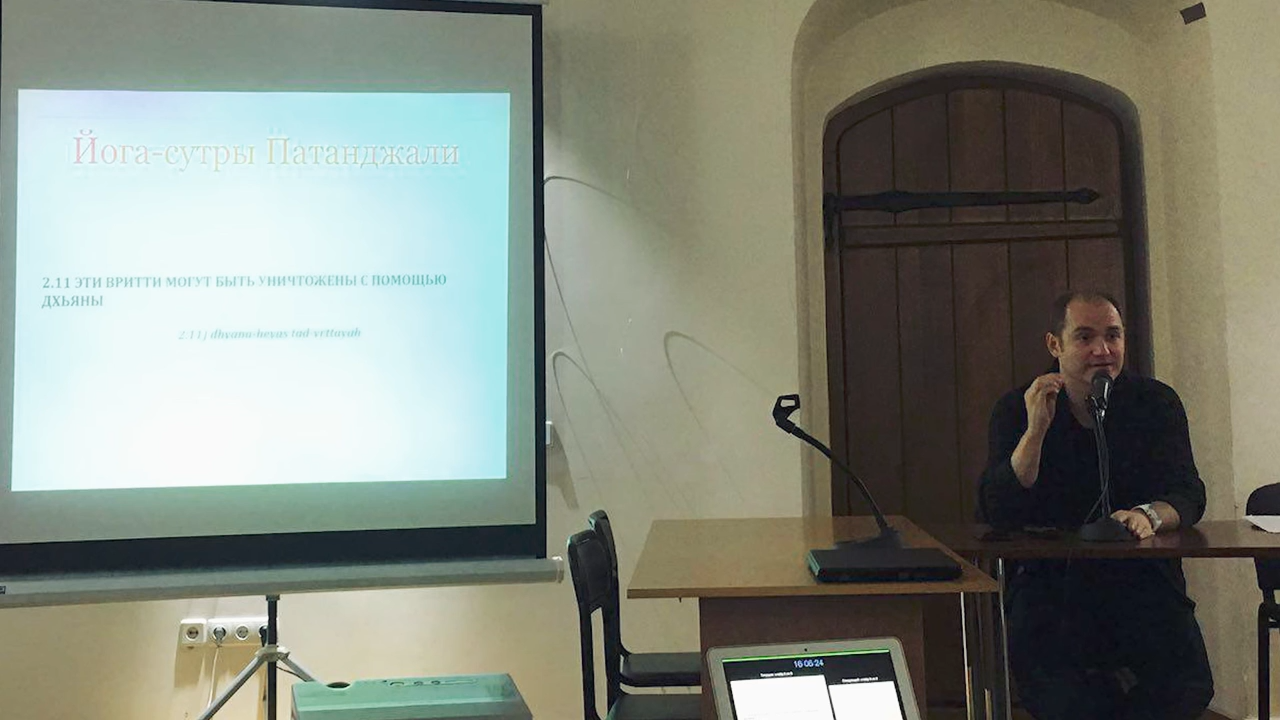 Йога-сутры Патанджали
2.11 ЭТИ ВРИТТИ МОГУТ БЫТЬ УНИЧТОЖЕНЫ С ПОМОЩЬЮ
ДХЬЯНЫ
2.11| dhyana-heyas tad-vrttayah
16:05:24